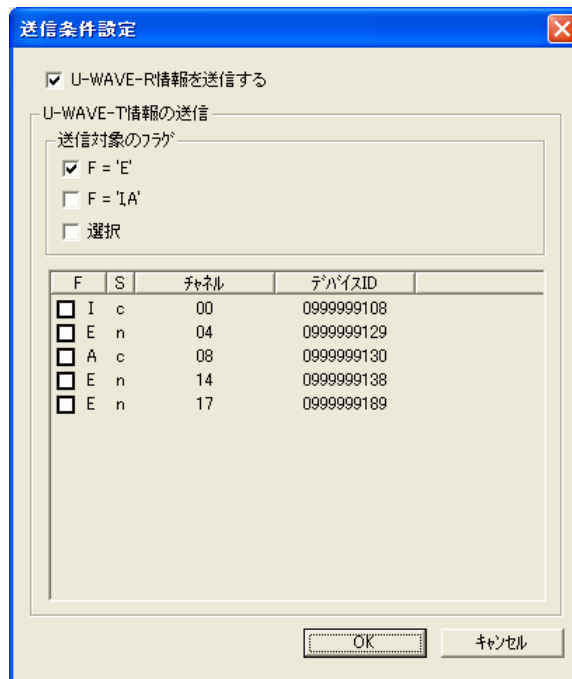 送信条件設定
U-WAVE-R情報を送信する
U-WAVE-T情報の送信
送信対象のフラグ
F = 'E'
F = 'I,A'
選択
F S チャネル デバイスID
I c 00 0999999108
E n 04 0999999129
A c 08 0999999130
E n 14 0999999138
E n 17 0999999189
OK キャンセル